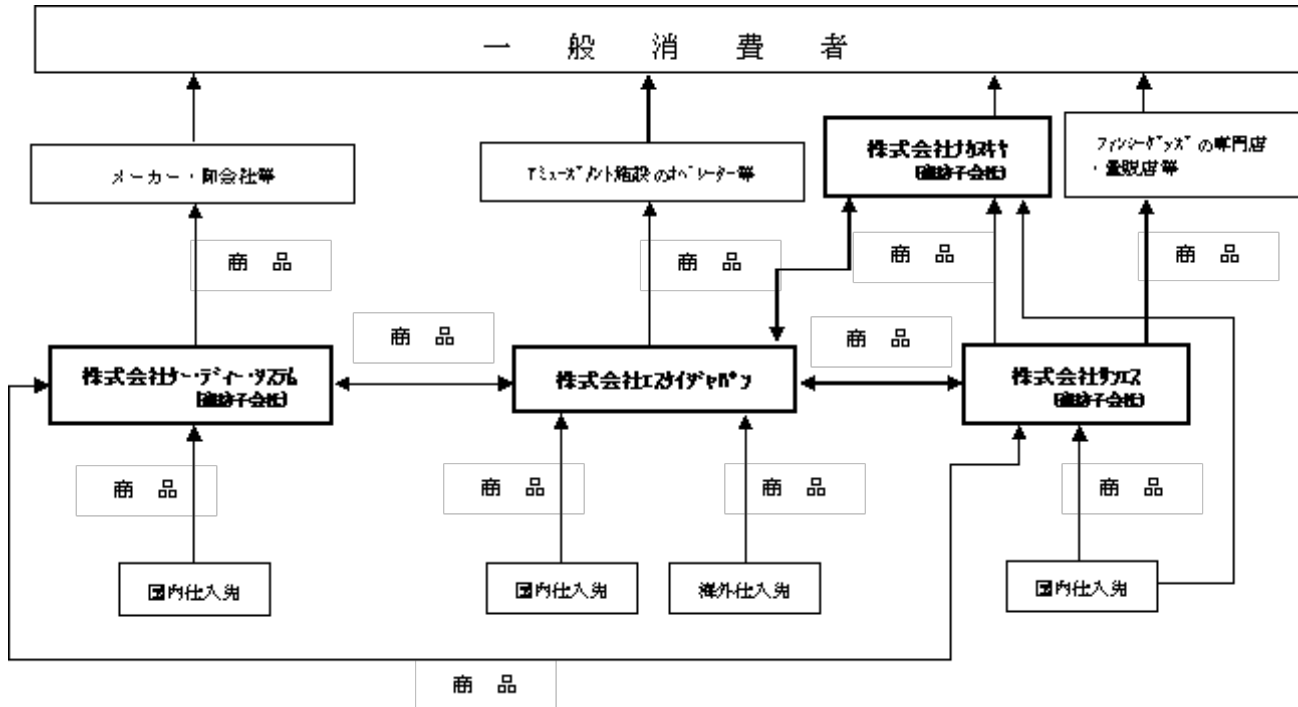 一般消費者
株式会社ﾅｶﾇｷﾔ
(連結子会社)
ﾌｧﾝｼｰｸﾞｯｽﾞの専門店
・量販店等
メーカー・卸会社等
ｱﾐｭｰｽﾞﾒﾝﾄ施設のｵﾍﾟﾚｰﾀｰ等
商品
商品
商品
商品
商品
商品
株式会社ｹｰ・ﾃﾞｨｰ・ｼｽﾃﾑ
(連結子会社)
株式会社ｴｽｹｲｼﾞｬﾊﾟﾝ
株式会社ｻﾝｴｽ
(連結子会社)
商品
商品
商品
商品
国内仕入先
国内仕入先
海外仕入先
国内仕入先
商品